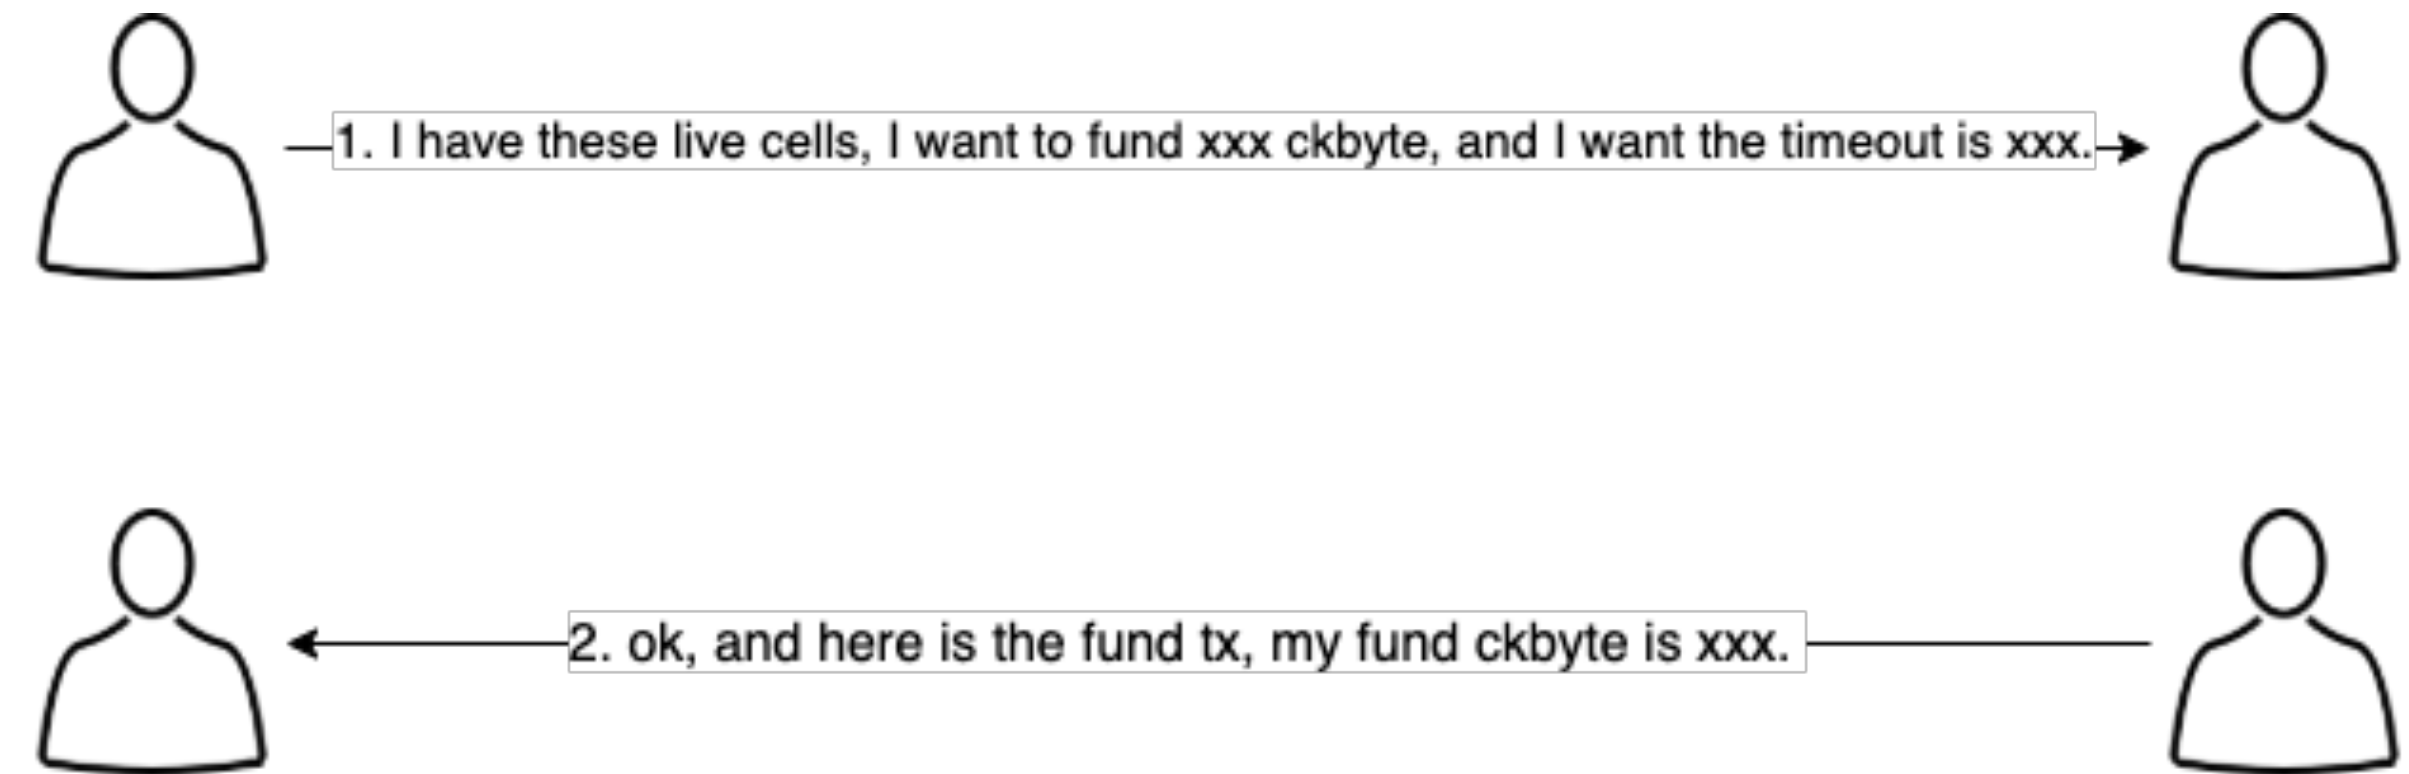 1. I have these live cells, I want to fund xxx ckbyte, and I want the timeout is xxx.
2. ok, and here is the fund tx, my fund ckbyte is xxx.